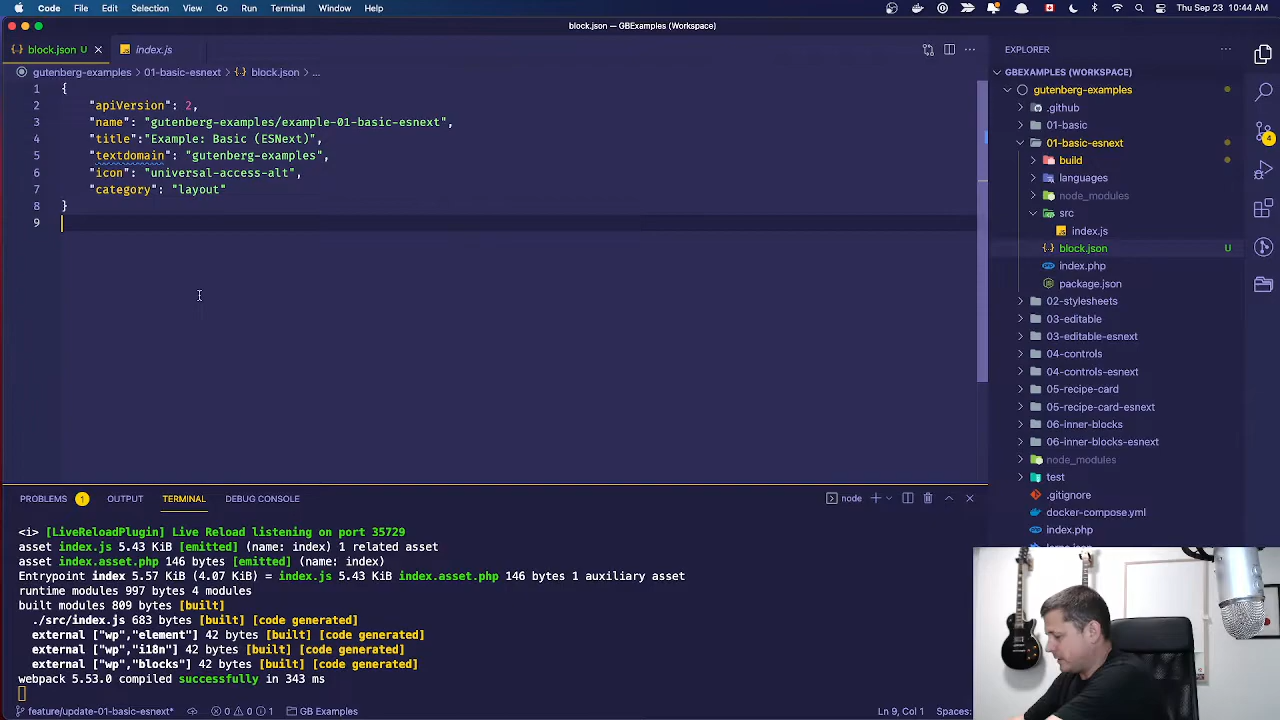 Code File Edit Selection View Go Run Terminal Window Help
Thu Sep 23 10:44 AM
block.json — GBExamples (Workspace)
block.json U
index.js
EXPLORER
gutenberg-examples > 01-basic-esnext > block.json > ...
GBEXAMPLES (WORKSPACE)
1 {
2 "apiVersion": 2,
3 "name": "gutenberg-examples/example-01-basic-esnext",
4 "title":"Example: Basic (ESNext)",
5 "textdomain": "gutenberg-examples",
6 "icon": "universal-access-alt",
7 "category": "layout"
8 }
9
gutenberg-examples
.github
01-basic
01-basic-esnext
build
languages
node_modules
src
index.js
block.json U
index.php
package.json
02-stylesheets
03-editable
03-editable-esnext
04-controls
04-controls-esnext
05-recipe-card
05-recipe-card-esnext
06-inner-blocks
06-inner-blocks-esnext
node_modules
test
.gitignore
docker-compose.yml
index.php
4
PROBLEMS 1 OUTPUT TERMINAL DEBUG CONSOLE
node
<i> [LiveReloadPlugin] Live Reload listening on port 35729
asset index.js 5.43 KiB [emitted] (name: index) 1 related asset
asset index.asset.php 146 bytes [emitted] (name: index)
Entrypoint index 5.57 KiB (4.07 KiB) = index.js 5.43 KiB index.asset.php 146 bytes 1 auxiliary asset
runtime modules 997 bytes 4 modules
built modules 809 bytes [built]
./src/index.js 683 bytes [built] [code generated]
external ["wp","element"] 42 bytes [built] [code generated]
external ["wp","i18n"] 42 bytes [built] [code generated]
external ["wp","blocks"] 42 bytes [built] [code generated]
webpack 5.53.0 compiled successfully in 343 ms
feature/update-01-basic-esnext* 0 0 1 GB Examples
Ln 9, Col 1 Spaces: